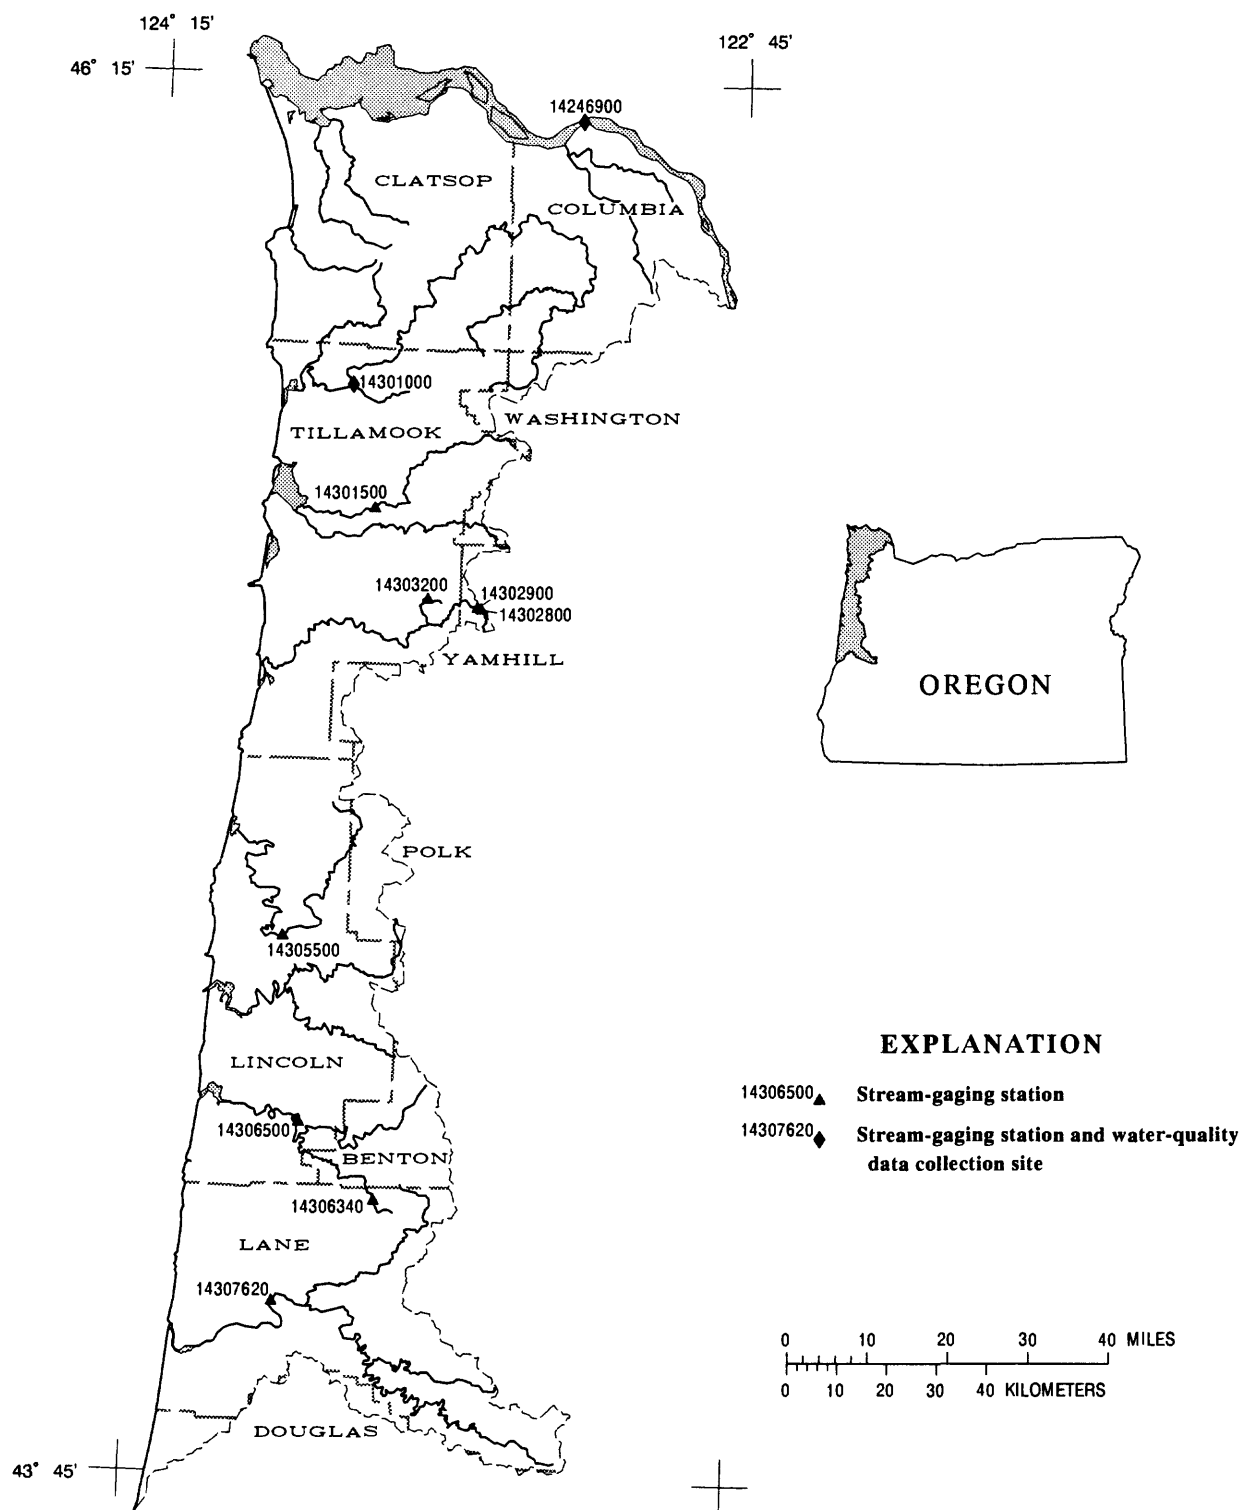 124° 15'
122° 45'
46° 15'
14246900
CLATSOP
COLUMBIA
14301000
WASHINGTON
TILLAMOOK
14301500
14303200
14302900
14302800
YAMHILL
OREGON
POLK
14305500
LINCOLN
14306500
BENTON
14306340
LANE
14307620
DOUGLAS
43° 45'
EXPLANATION
14306500 Stream-gaging station
14307620 Stream-gaging station and water-quality
data collection site
0 10 20 30 40 MILES
0 10 20 30 40 KILOMETERS